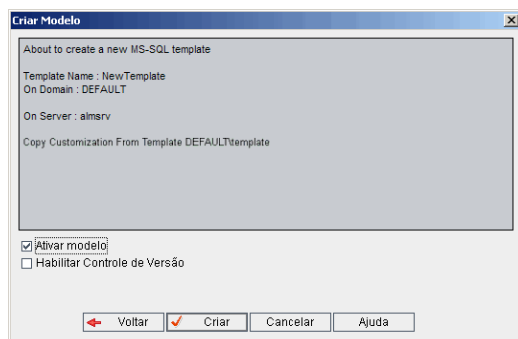 Criar Modelo
About to create a new MS-SQL template
Template Name : NewTemplate
On Domain : DEFAULT
On Server : almsrv
Copy Customization From Template DEFAULT\template
Ativar modelo
Habilitar Controle de Versão
Voltar Criar Cancelar Ajuda